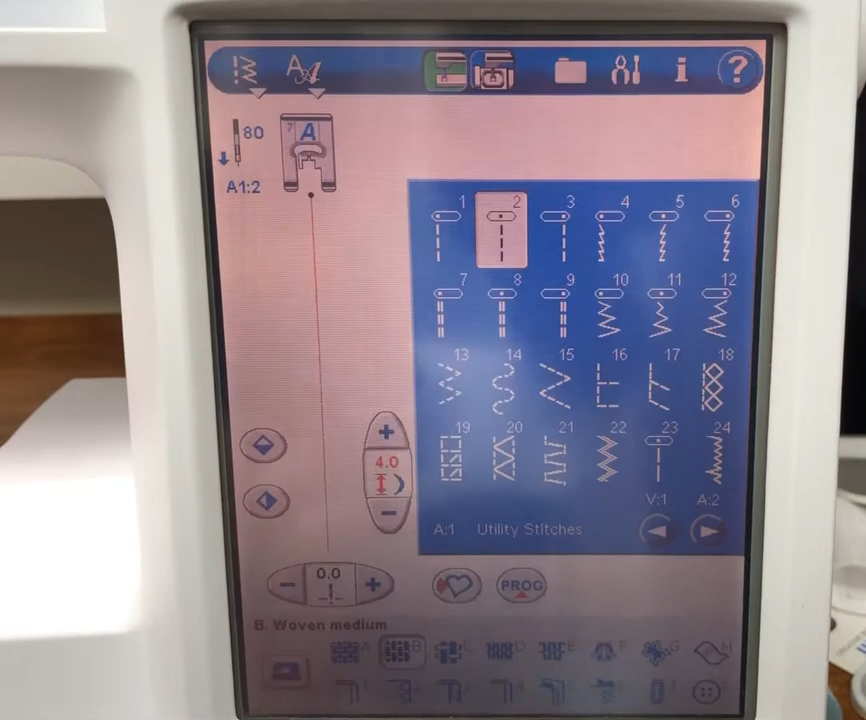 A A i ?
80 7 A
A1:2
1 2 3 4 5 6
7 8 9 10 11 12
13 14 15 16 17 18
19 20 21 22 23 24
+
4.0
−
V:1 A:2
A:1 Utility Stitches
− 0.0 +
PROG
B. Woven medium
A B C D E F G H